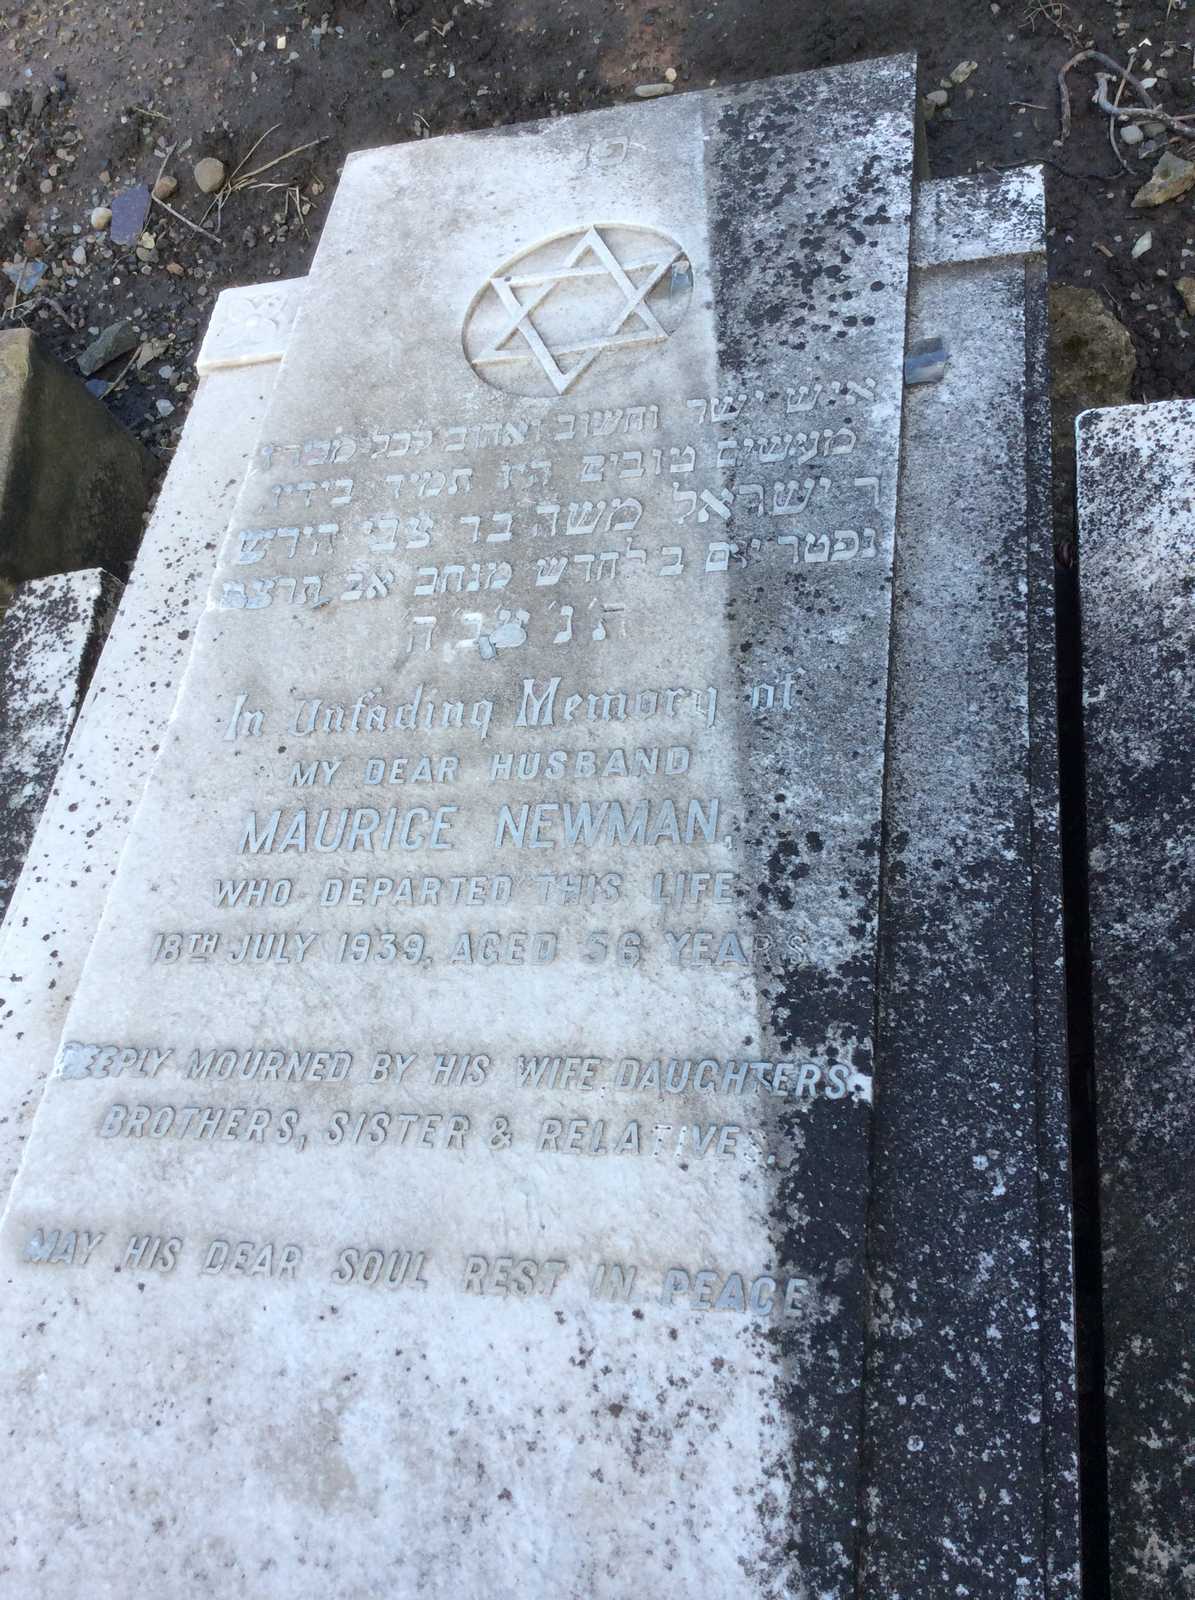 פנ
איש ישר וחשוב ואהוב לכל מכיריו
מעשים טובים היו תמיד בידיו
ר ישראל משה בר צבי הירש
נפטר יום ב לחדש מנחם אב תרצט
ת׳ נ׳ צ׳ ב׳ ה
In Unfading Memory of
MY DEAR HUSBAND
MAURICE NEWMAN,
WHO DEPARTED THIS LIFE
18TH JULY 1939. AGED 56 YEARS.
DEEPLY MOURNED BY HIS WIFE, DAUGHTERS
BROTHERS, SISTER & RELATIVES.
MAY HIS DEAR SOUL REST IN PEACE